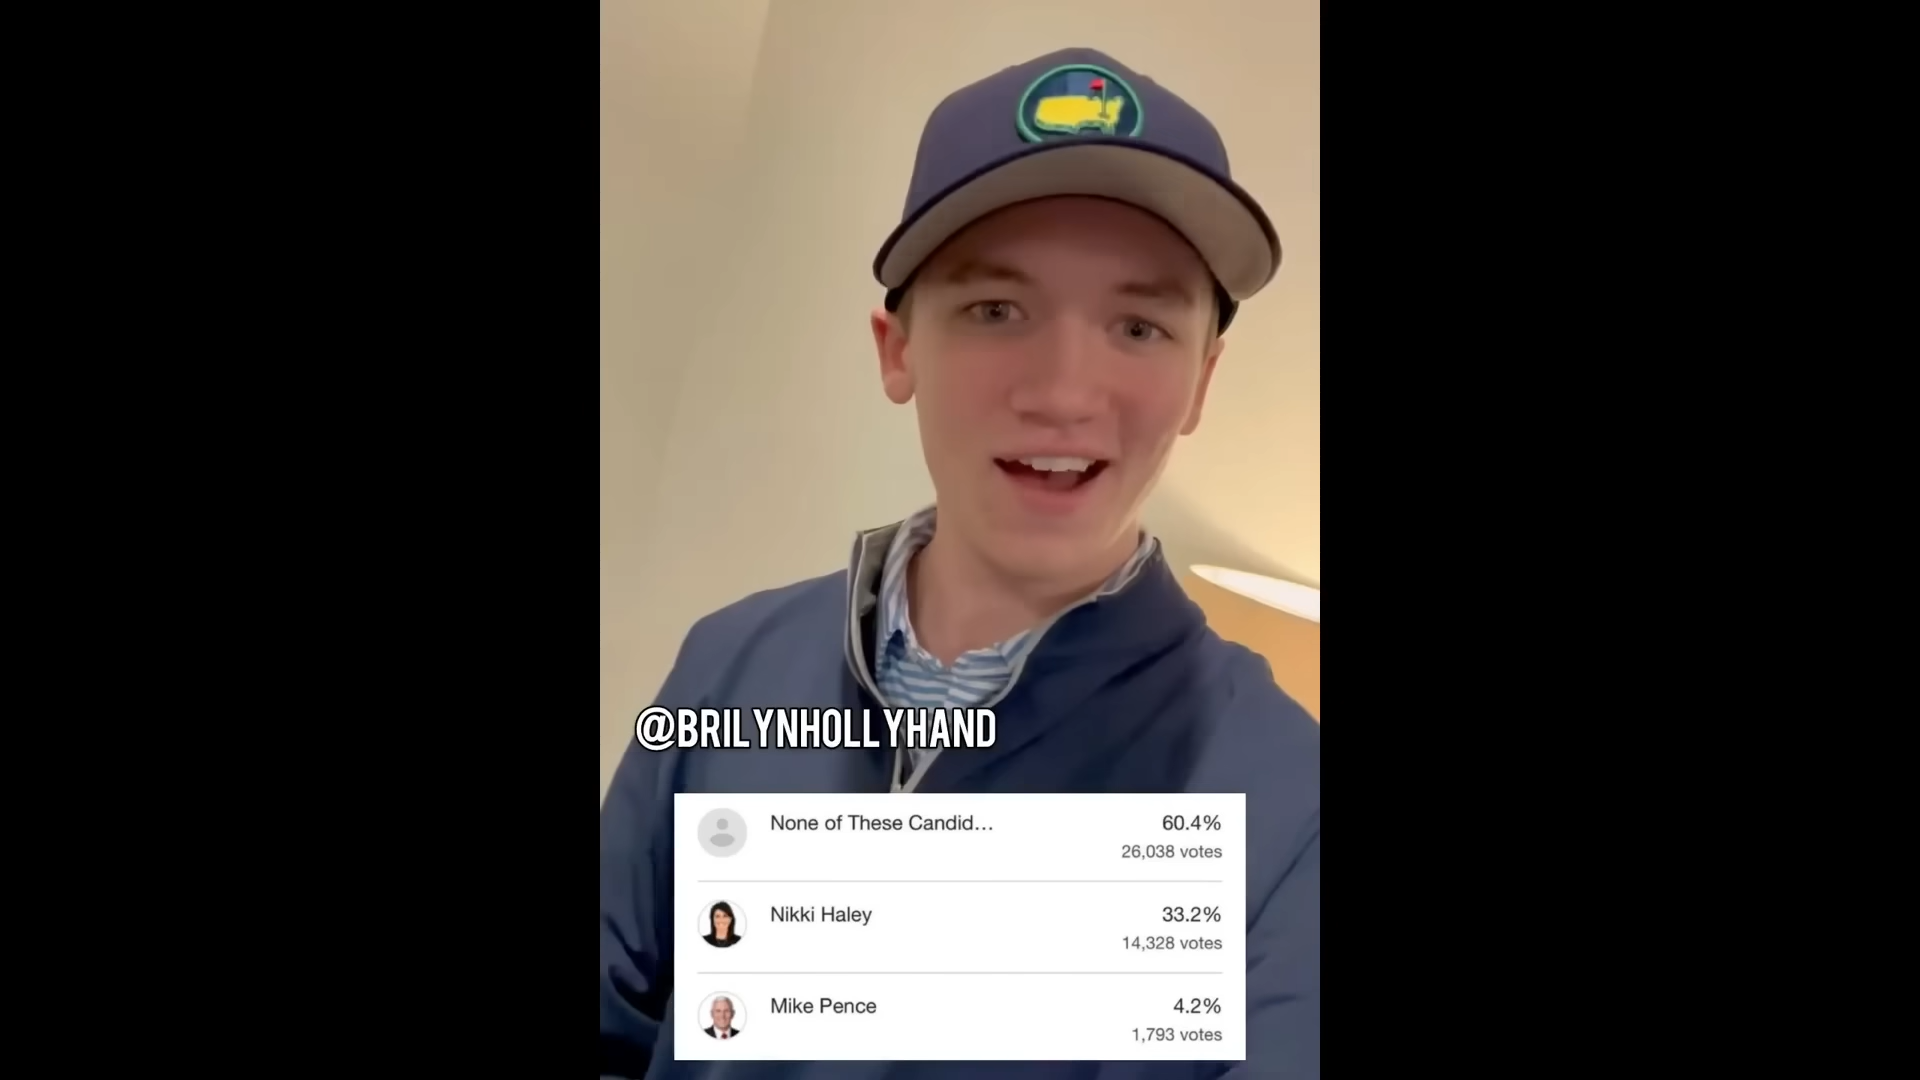 @BRILYNHOLLYHAND
None of These Candid...
60.4%
26,038 votes
Nikki Haley
33.2%
14,328 votes
Mike Pence
4.2%
1,793 votes